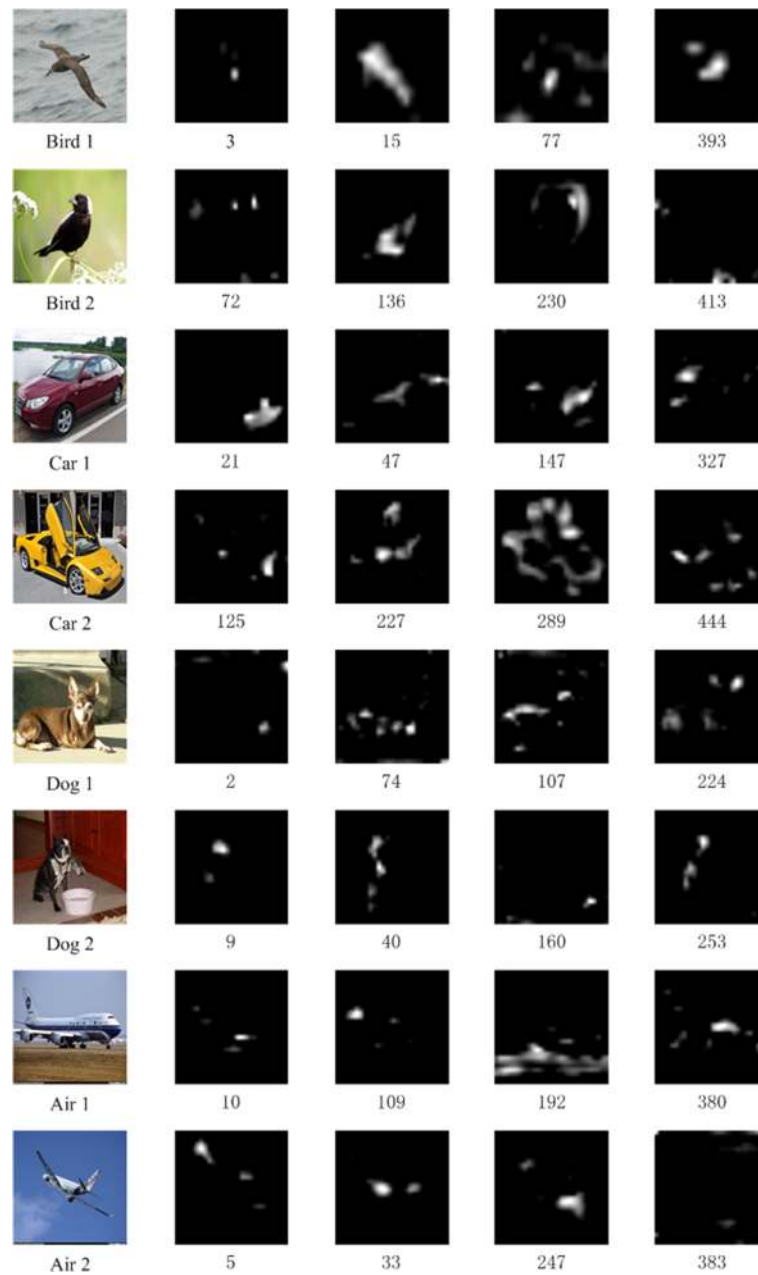 Bird 1 3 15 77 393
Bird 2 72 136 230 413
Car 1 21 47 147 327
Car 2 125 227 289 444
Dog 1 2 74 107 224
Dog 2 9 40 160 253
Air 1 10 109 192 380
Air 2 5 33 247 383